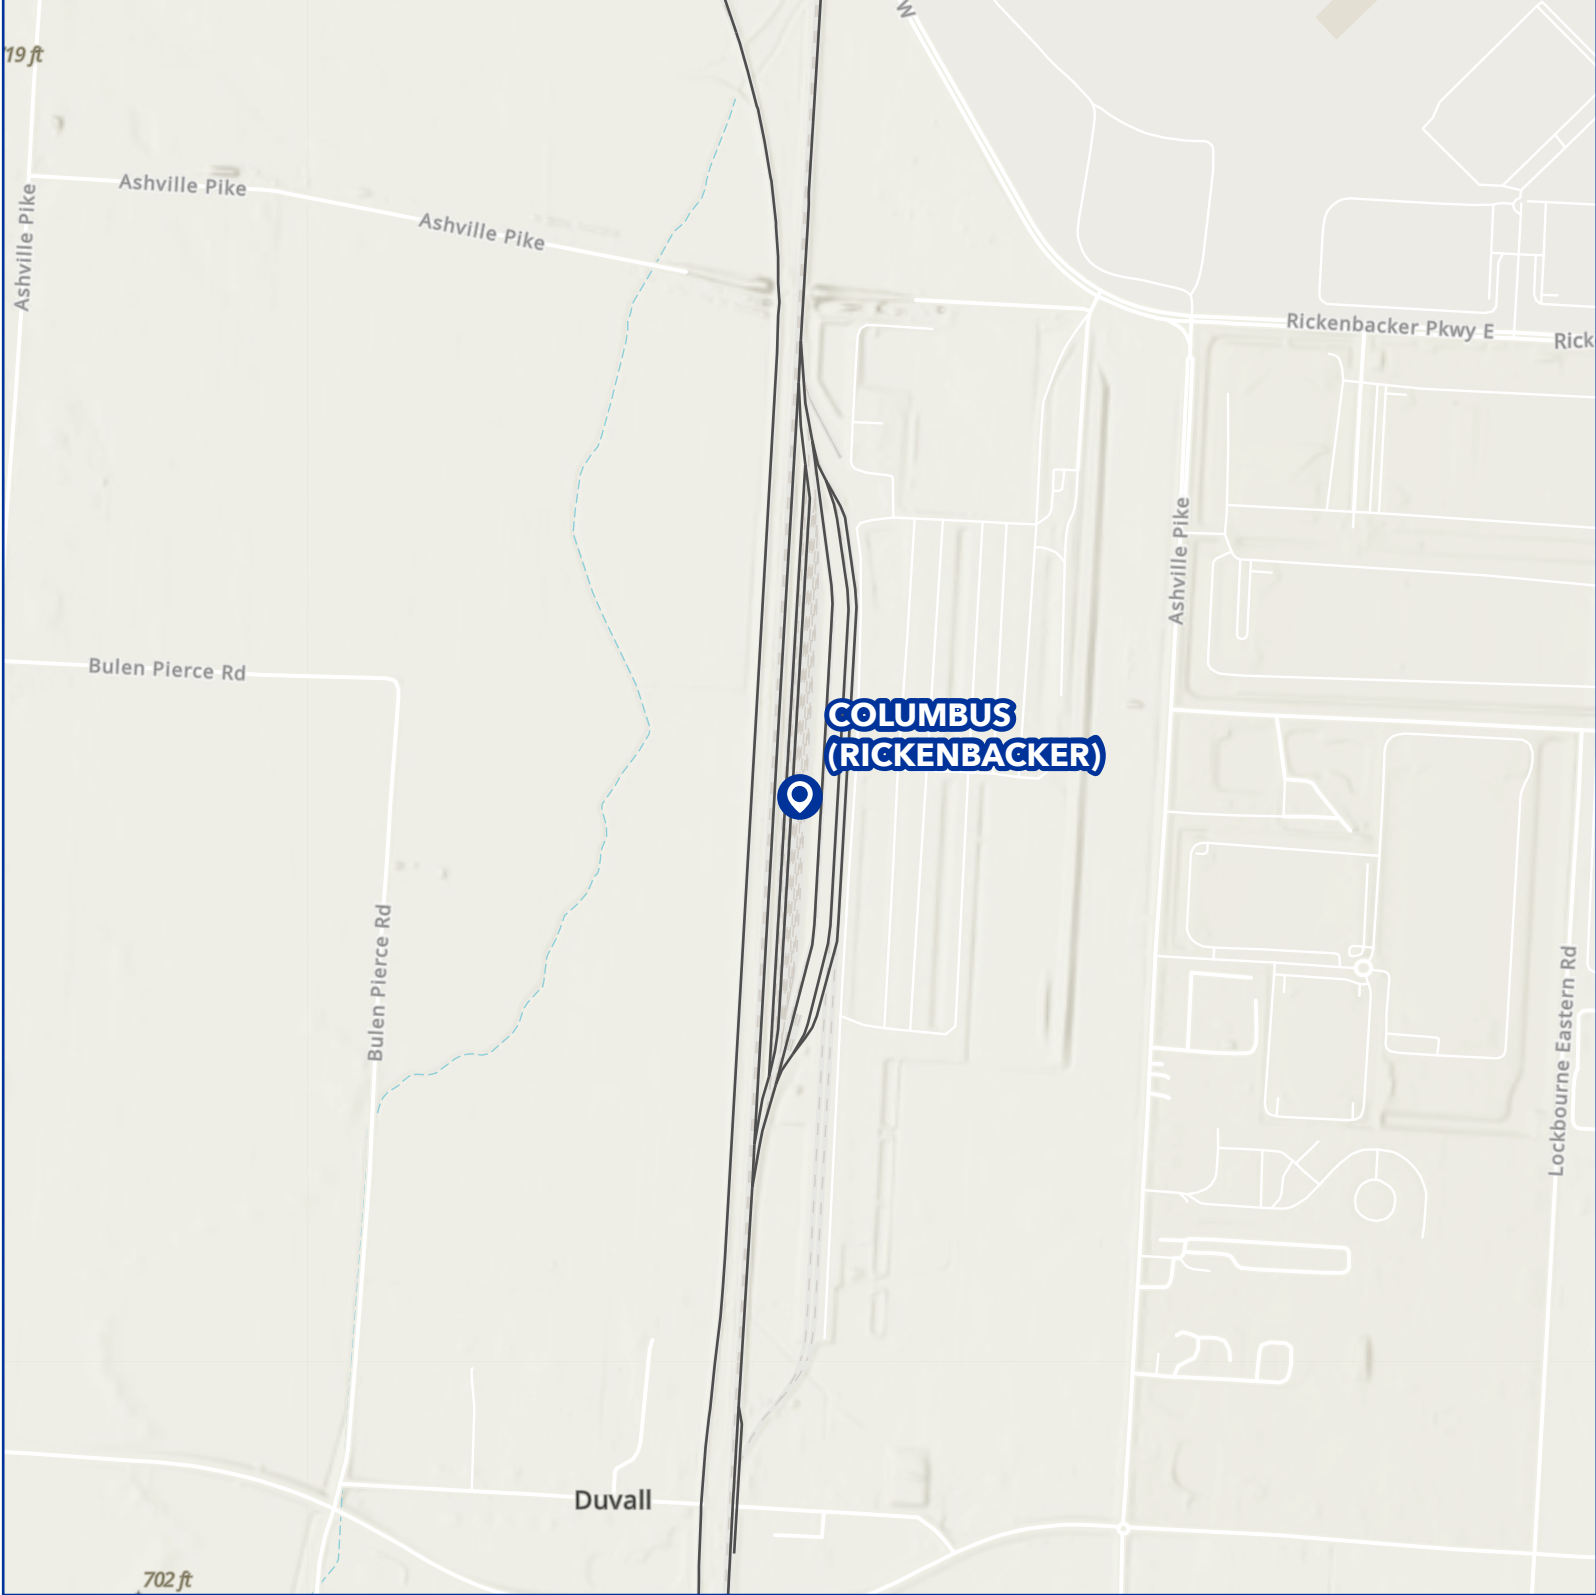 W
19 ft
Ashville Pike
Ashville Pike
Ashville Pike
Rickenbacker Pkwy E
Rick
Ashville Pike
Bulen Pierce Rd
COLUMBUS
(RICKENBACKER)
Bulen Pierce Rd
Lockbourne Eastern Rd
Duvall
702 ft